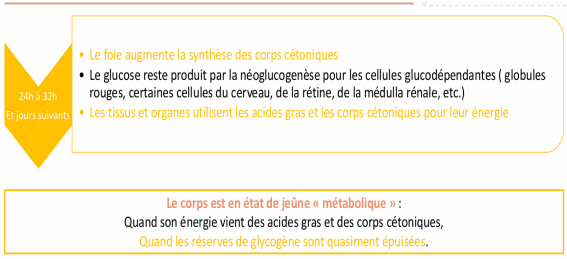 24h à 32h
Et jours suivants
• Le foie augmente la synthèse des corps cétoniques
• Le glucose reste produit par la néoglucogenèse pour les cellules glucodépendantes ( globules
rouges, certaines cellules du cerveau, de la rétine, de la médulla rénale, etc.)
• Les tissus et organes utilisent les acides gras et les corps cétoniques pour leur énergie
Le corps est en état de jeûne « métabolique » :
Quand son énergie vient des acides gras et des corps cétoniques,
Quand les réserves de glycogène sont quasiment épuisées.